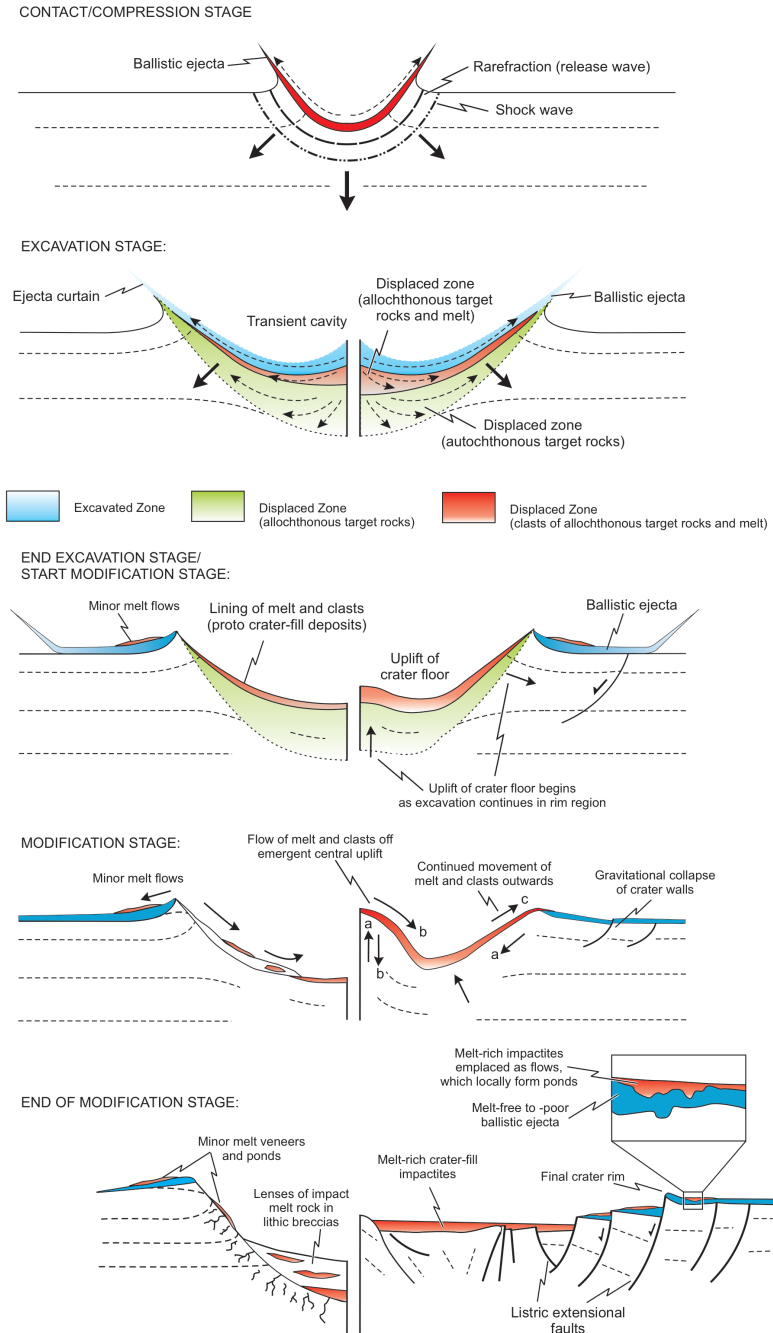 CONTACT/COMPRESSION STAGE
Ballistic ejecta
Rarefraction (release wave)
Shock wave
EXCAVATION STAGE:
Ejecta curtain
Transient cavity
Displaced zone
(allochthonous target
rocks and melt)
Ballistic ejecta
Displaced zone
(autochthonous target rocks)
Excavated Zone
Displaced Zone
(allochthonous target rocks)
Displaced Zone
(clasts of allochthonous target rocks and melt)
END EXCAVATION STAGE/
START MODIFICATION STAGE:
Minor melt flows
Lining of melt and clasts
(proto crater-fill deposits)
Uplift of
crater floor
Ballistic ejecta
Uplift of crater floor begins
as excavation continues in rim region
MODIFICATION STAGE:
Minor melt flows
Flow of melt and clasts off
emergent central uplift
Continued movement of
melt and clasts outwards
Gravitational collapse
of crater walls
a
b
b
c
a
END OF MODIFICATION STAGE:
Melt-rich impactites
emplaced as flows,
which locally form ponds
Melt-free to -poor
ballistic ejecta
Minor melt veneers
and ponds
Lenses of impact
melt rock in
lithic breccias
Melt-rich crater-fill
impactites
Final crater rim
Listric extensional
faults